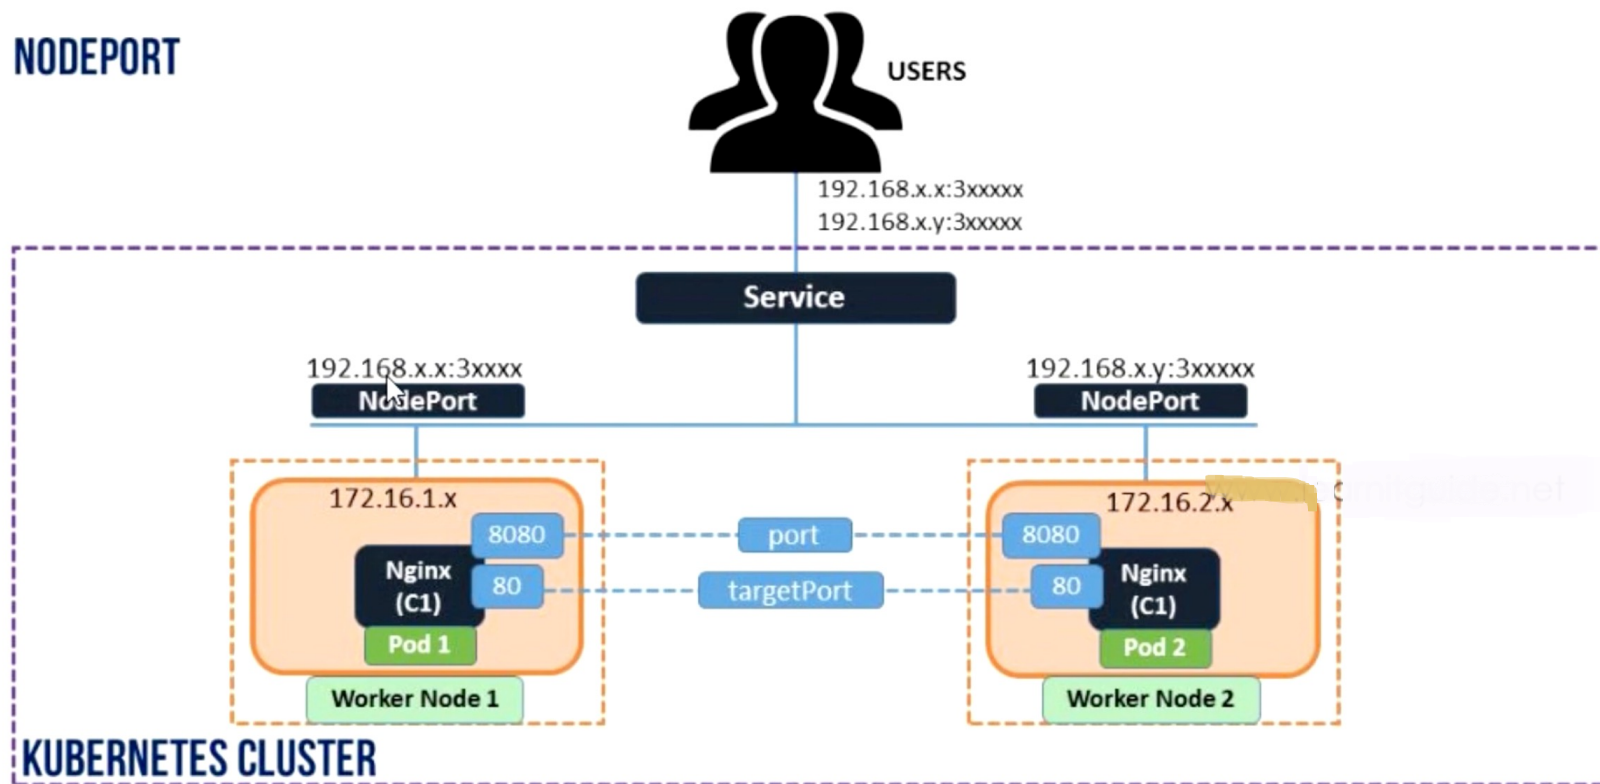 NODEPORT
USERS
192.168.x.x:3xxxxx
192.168.x.y:3xxxxx
Service
192.168.x.x:3xxxx
NodePort
192.168.x.y:3xxxxx
NodePort
172.16.1.x
8080
Nginx
(C1)
80
Pod 1
Worker Node 1
port
targetPort
172.16.2.x
8080
Nginx
(C1)
80
Pod 2
Worker Node 2
KUBERNETES CLUSTER